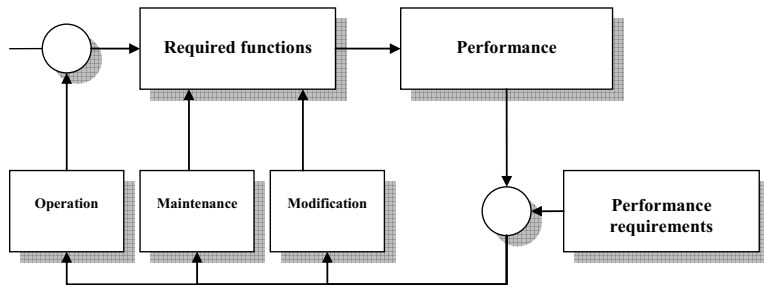 Required functions
Performance
Operation
Maintenance
Modification
Performance
requirements